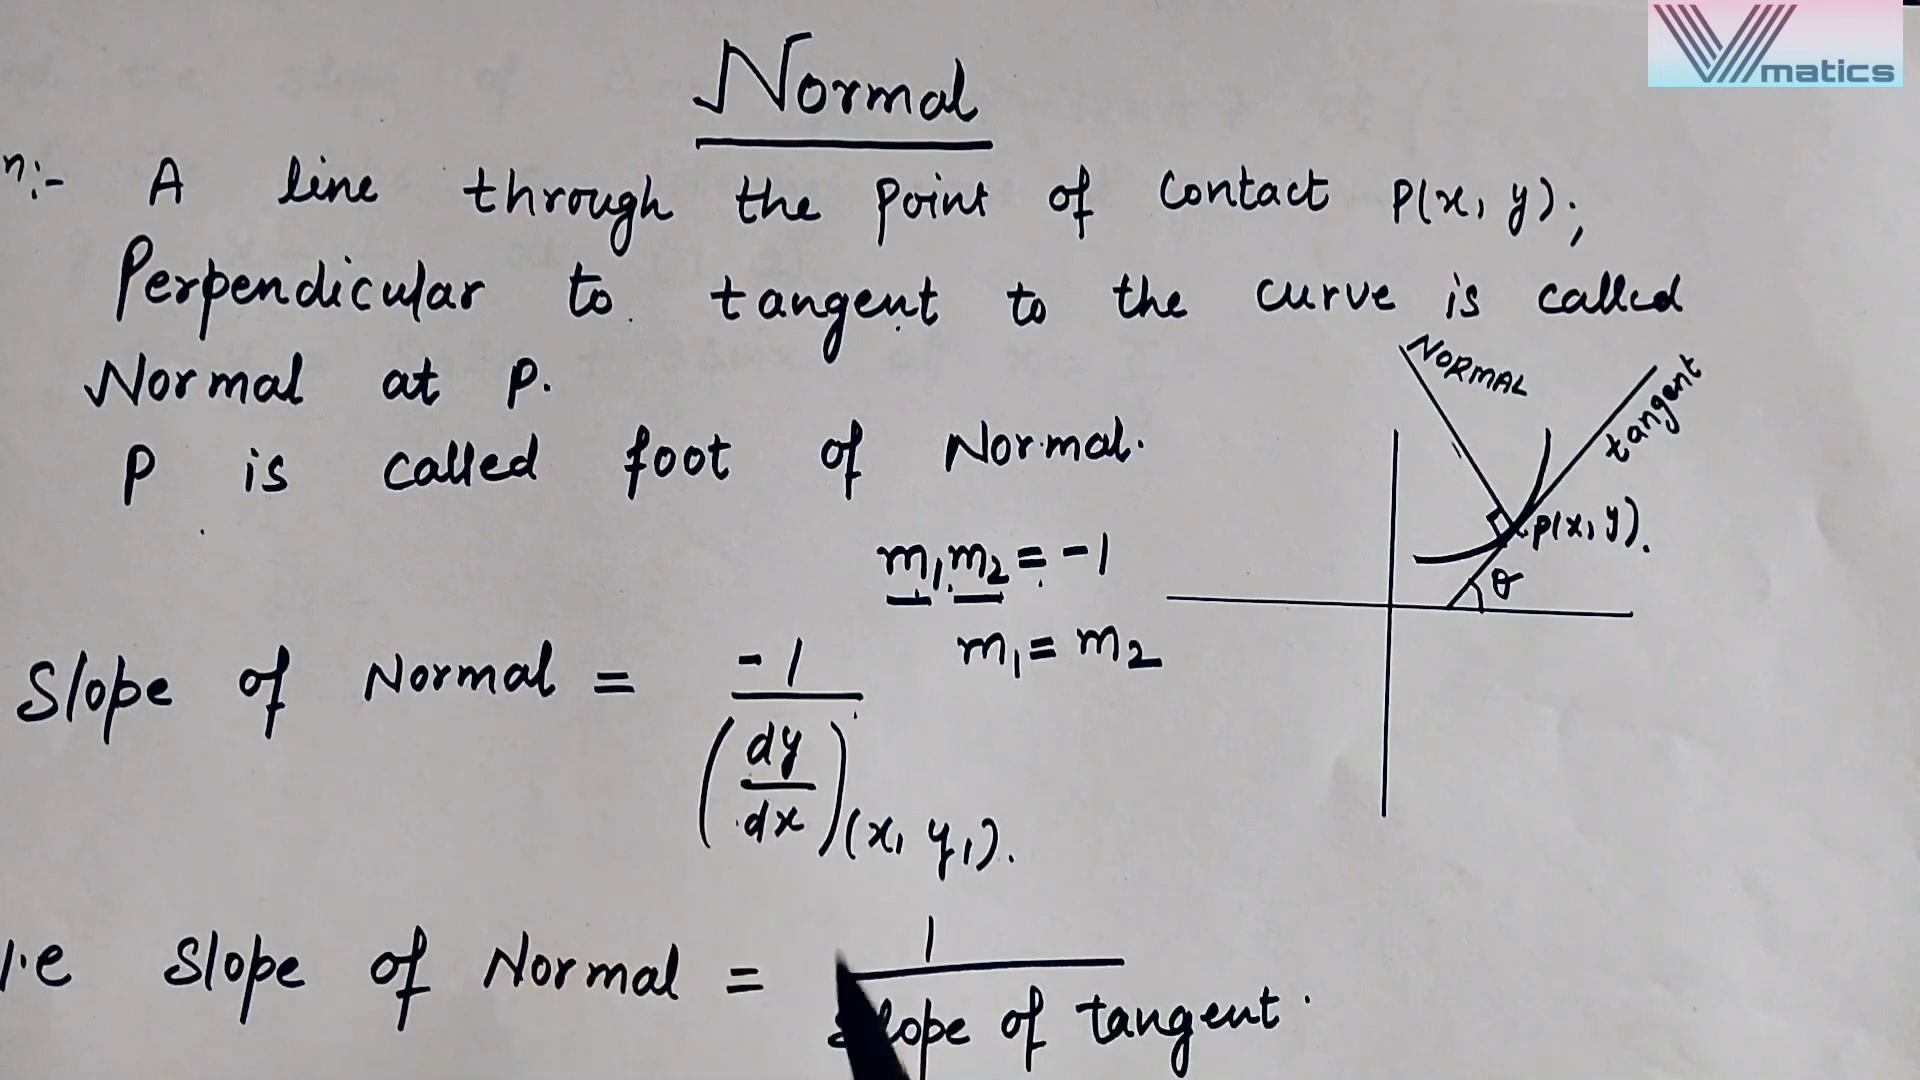 Vmatics
Normal
n:- A line through the point of contact P(x, y);
Perpendicular to tangent to the curve is called
Normal at P.
P is called foot of Normal.
NORMAL
tangent
P(x, y).
θ
m₁m₂ = -1
m₁ = m₂
Slope of Normal = -1
(dy
dx)(x₁ y₁).
i.e Slope of Normal = 1
slope of tangent.